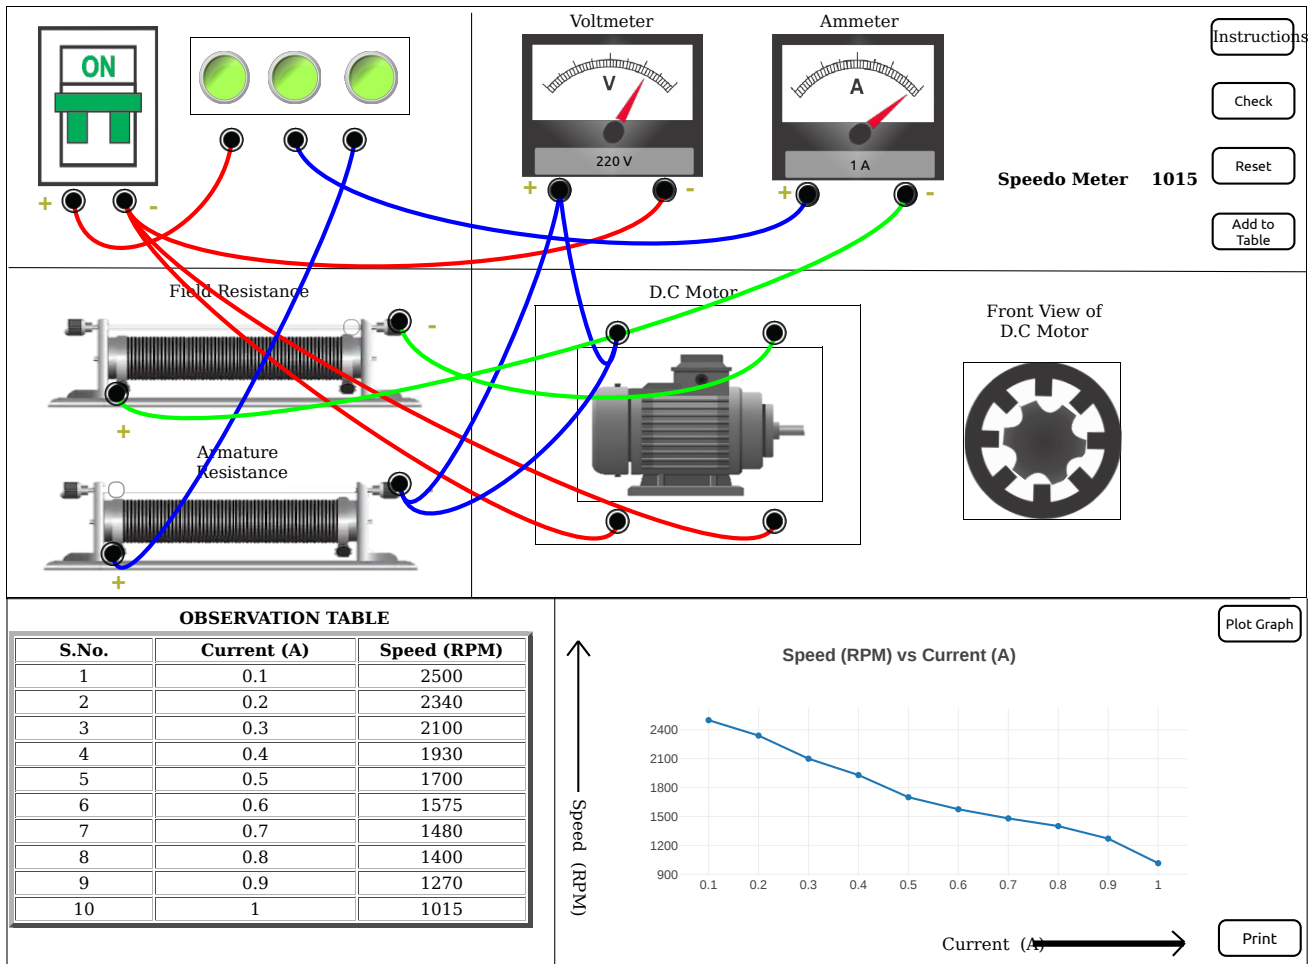 Voltmeter
Ammeter
ON
V
A
220 V
1 A
+
-
+
-
+
-
Speedo Meter 1015
Instructions
Check
Reset
Add to
Table
Field Resistance
-
+
D.C Motor
Front View of
D.C Motor
Armature
Resistance
+
OBSERVATION TABLE
S.No. Current (A) Speed (RPM)
1 0.1 2500
2 0.2 2340
3 0.3 2100
4 0.4 1930
5 0.5 1700
6 0.6 1575
7 0.7 1480
8 0.8 1400
9 0.9 1270
10 1 1015
Plot Graph
Speed (RPM) vs Current (A)
2400
2100
1800
1500
1200
900
0.1 0.2 0.3 0.4 0.5 0.6 0.7 0.8 0.9 1
Speed (RPM)
Current (A)
Print